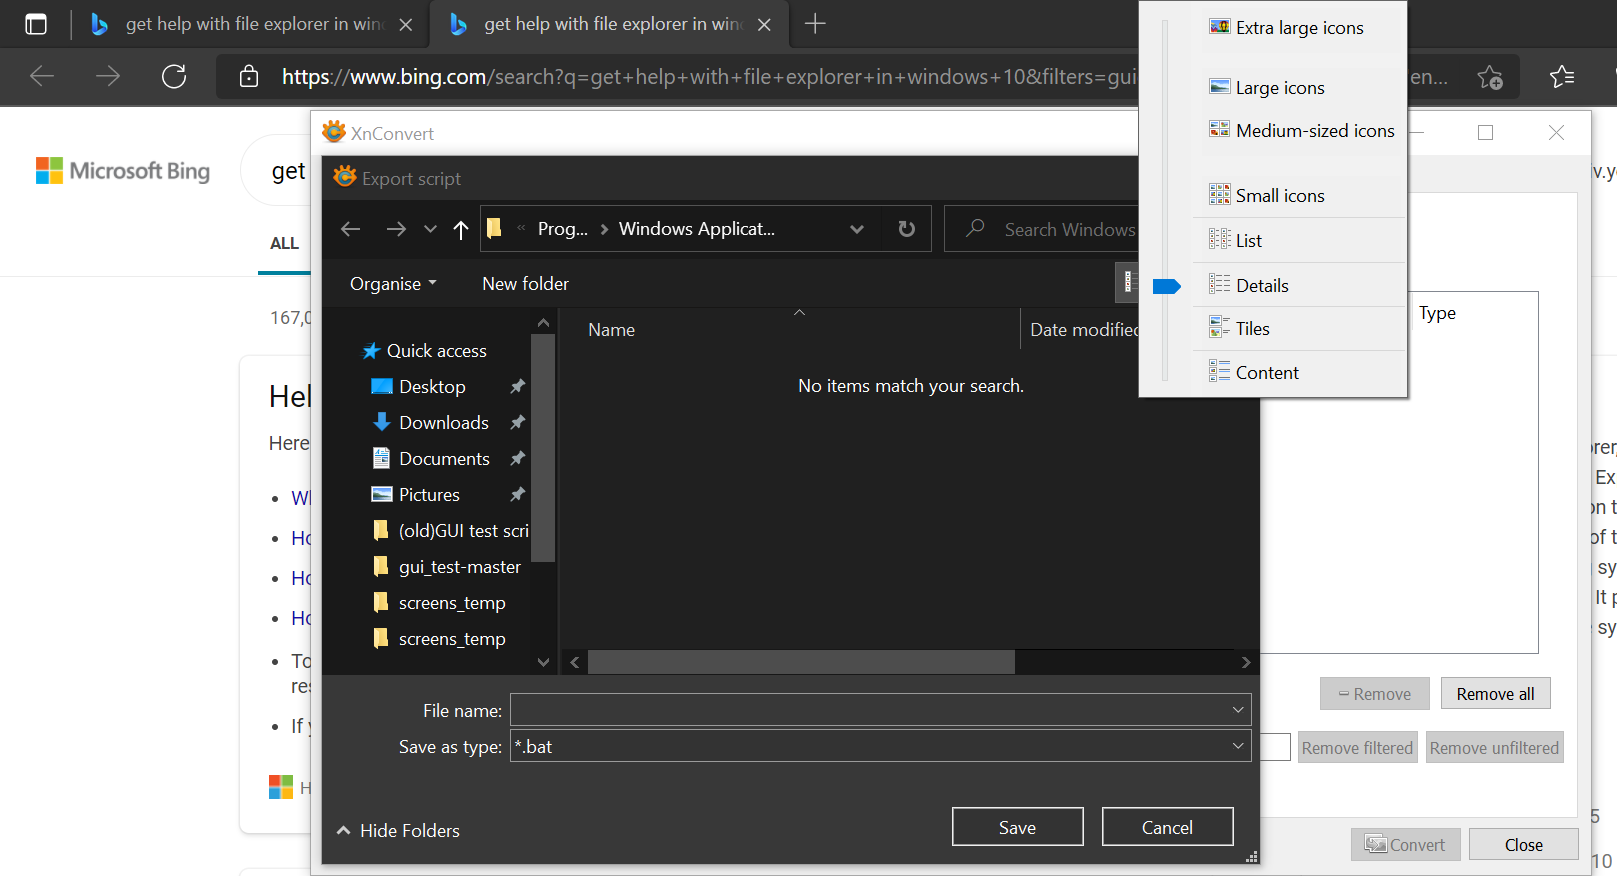 get help with file explorer in win
get help with file explorer in win
https://www.bing.com/search?q=get+help+with+file+explorer+in+windows+10&filters=gui
en...
Microsoft Bing
get
ALL
167,0
Hel
Here
Ho
Ho
Ho
To
res
If y
H
XnConvert
Export script
Prog...
Windows Applicat...
Search Windows
Organise
New folder
Quick access
Desktop
Downloads
Documents
Pictures
(old)GUI test scri
gui_test-master
screens_temp
screens_temp
Name
Date modified
No items match your search.
File name:
Save as type: *.bat
Hide Folders
Save
Cancel
Extra large icons
Large icons
Medium-sized icons
Small icons
List
Details
Tiles
Content
Type
Remove
Remove all
Remove filtered
Remove unfiltered
Convert
Close
v.y
rer,
Ex
on t
of t
sy
It p
sy
5
10